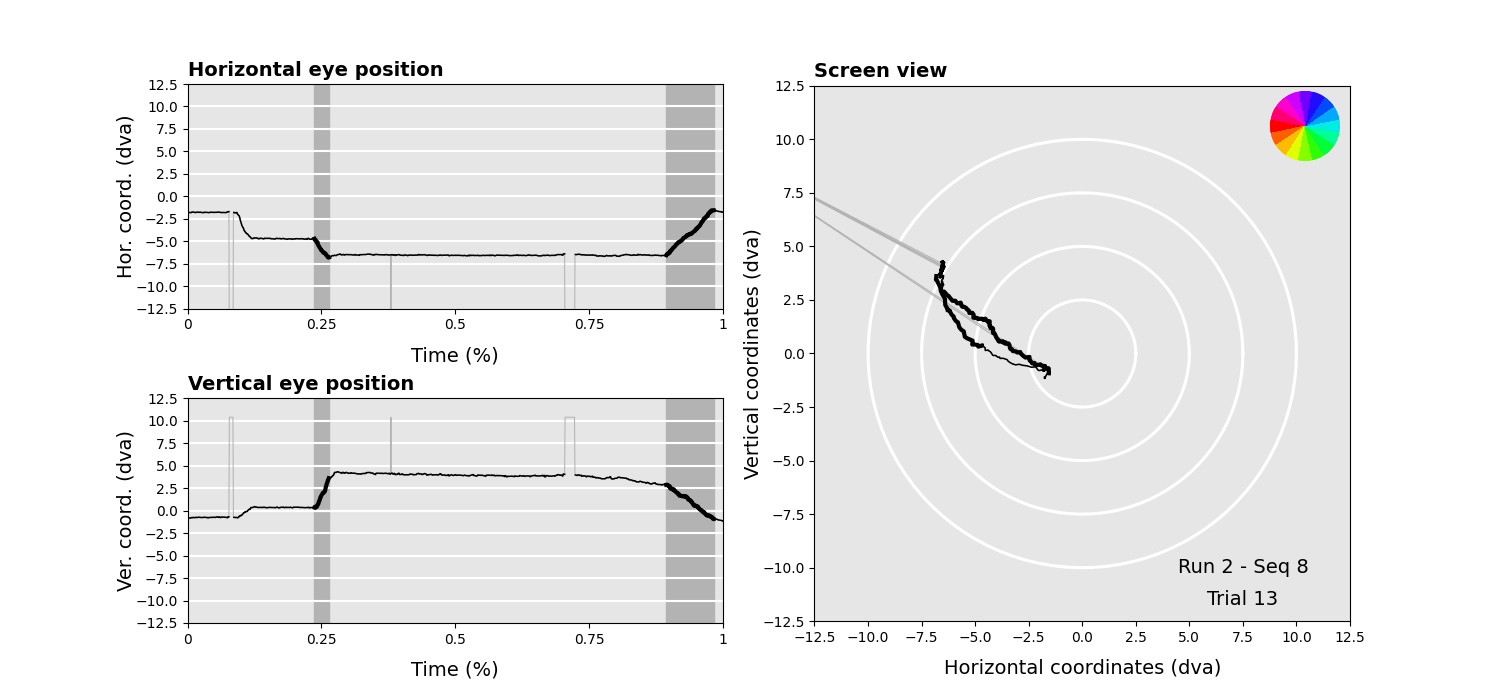 Horizontal eye position
12.5
10.0
7.5
5.0
2.5
0.0
−2.5
−5.0
−7.5
−10.0
−12.5
Hor. coord. (dva)
0 0.25 0.5 0.75 1
Time (%)
Vertical eye position
12.5
10.0
7.5
5.0
2.5
0.0
−2.5
−5.0
−7.5
−10.0
−12.5
Ver. coord. (dva)
0 0.25 0.5 0.75 1
Time (%)
Screen view
12.5
10.0
7.5
5.0
2.5
0.0
−2.5
−5.0
−7.5
−10.0
−12.5
Vertical coordinates (dva)
Run 2 - Seq 8
Trial 13
−12.5 −10.0 −7.5 −5.0 −2.5 0.0 2.5 5.0 7.5 10.0 12.5
Horizontal coordinates (dva)